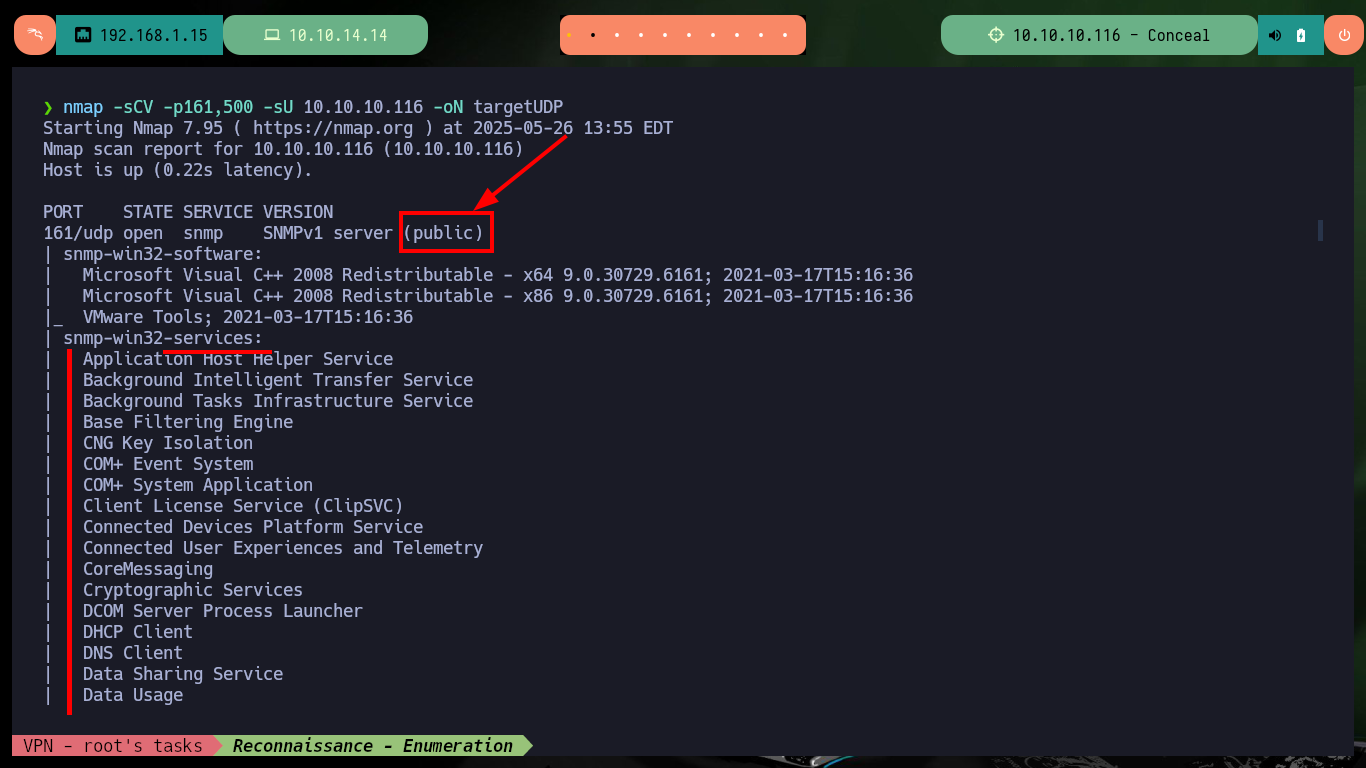 192.168.1.15
10.10.14.14
10.10.10.116 - Conceal
❯ nmap -sCV -p161,500 -sU 10.10.10.116 -oN targetUDP
Starting Nmap 7.95 ( https://nmap.org ) at 2025-05-26 13:55 EDT
Nmap scan report for 10.10.10.116 (10.10.10.116)
Host is up (0.22s latency).
PORT    STATE SERVICE VERSION
161/udp open  snmp    SNMPv1 server (public)
| snmp-win32-software:
|   Microsoft Visual C++ 2008 Redistributable - x64 9.0.30729.6161; 2021-03-17T15:16:36
|   Microsoft Visual C++ 2008 Redistributable - x86 9.0.30729.6161; 2021-03-17T15:16:36
|_  VMware Tools; 2021-03-17T15:16:36
| snmp-win32-services:
|   Application Host Helper Service
|   Background Intelligent Transfer Service
|   Background Tasks Infrastructure Service
|   Base Filtering Engine
|   CNG Key Isolation
|   COM+ Event System
|   COM+ System Application
|   Client License Service (ClipSVC)
|   Connected Devices Platform Service
|   Connected User Experiences and Telemetry
|   CoreMessaging
|   Cryptographic Services
|   DCOM Server Process Launcher
|   DHCP Client
|   DNS Client
|   Data Sharing Service
|   Data Usage
VPN - root's tasks
Reconnaissance - Enumeration